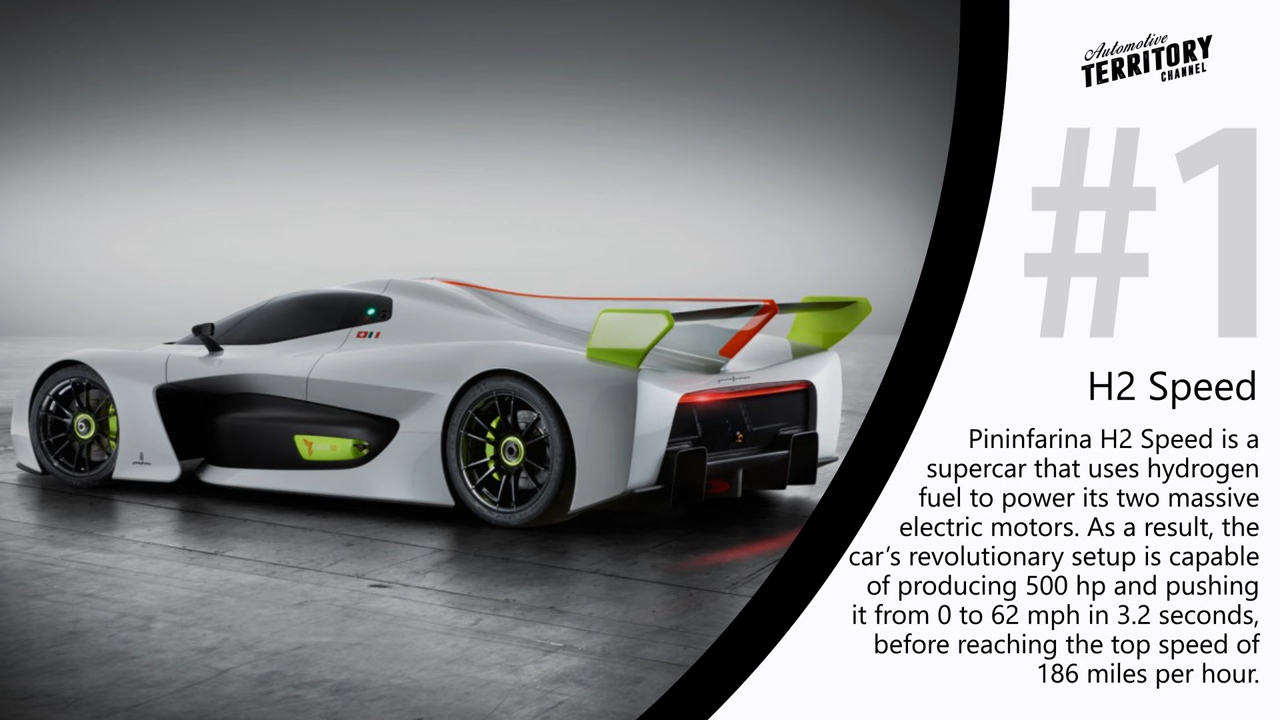 Automotive
TERRITORY
CHANNEL
#1
H2 Speed
Pininfarina H2 Speed is a
supercar that uses hydrogen
fuel to power its two massive
electric motors. As a result, the
car’s revolutionary setup is capable
of producing 500 hp and pushing
it from 0 to 62 mph in 3.2 seconds,
before reaching the top speed of
186 miles per hour.